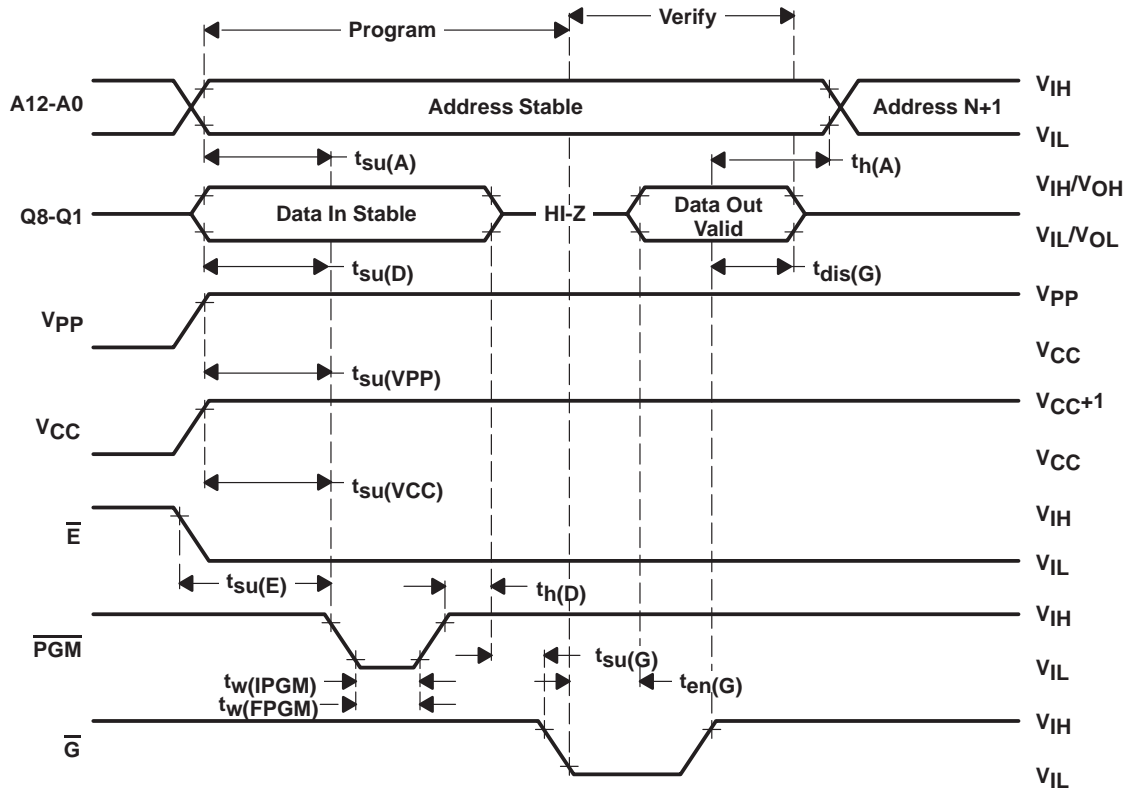 Program
Verify
A12-A0
Address Stable
Address N+1
VIH
VIL
tsu(A)
th(A)
Q8-Q1
Data In Stable
HI-Z
Data Out
Valid
VIH/VOH
VIL/VOL
tsu(D)
tdis(G)
VPP
VPP
VCC
tsu(VPP)
VCC
VCC+1
VCC
tsu(VCC)
E
VIH
VIL
tsu(E)
th(D)
PGM
VIH
VIL
tsu(G)
tw(IPGM)
ten(G)
tw(FPGM)
G
VIH
VIL